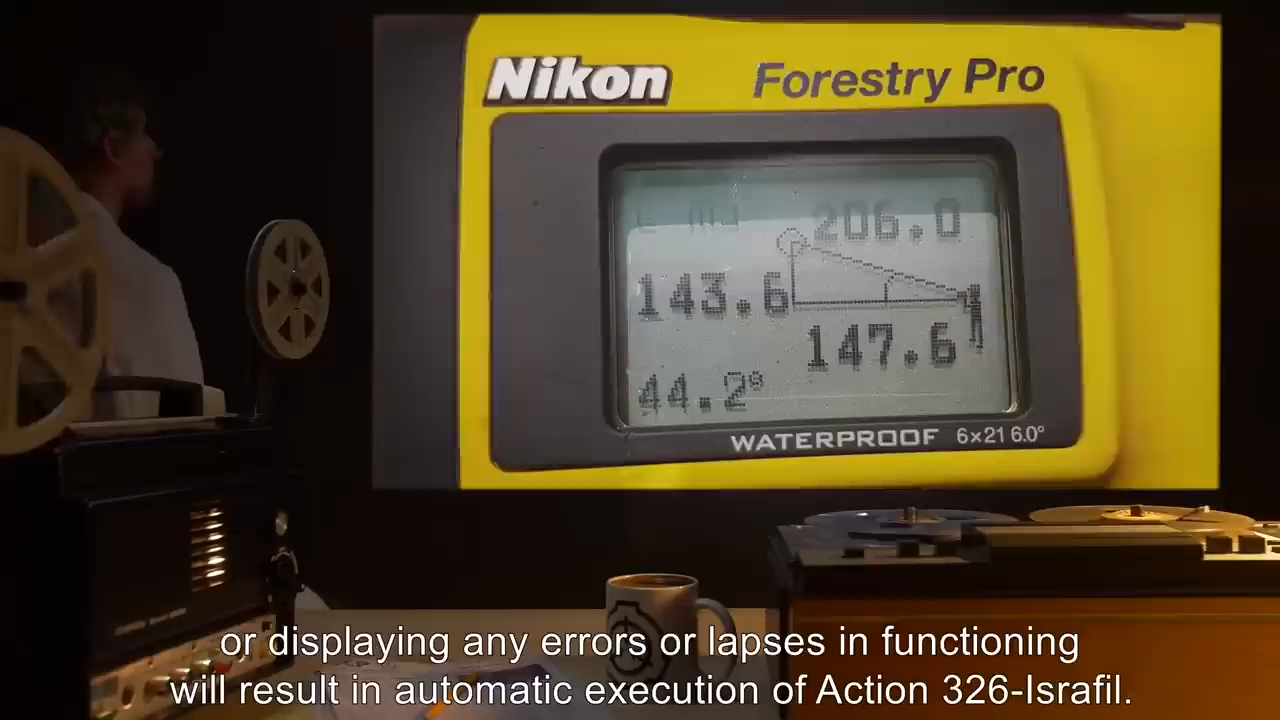 Nikon Forestry Pro
206.0
143.6
147.6
44.2°
WATERPROOF 6×21 6.0°
or displaying any errors or lapses in functioning
will result in automatic execution of Action 326-Israfil.